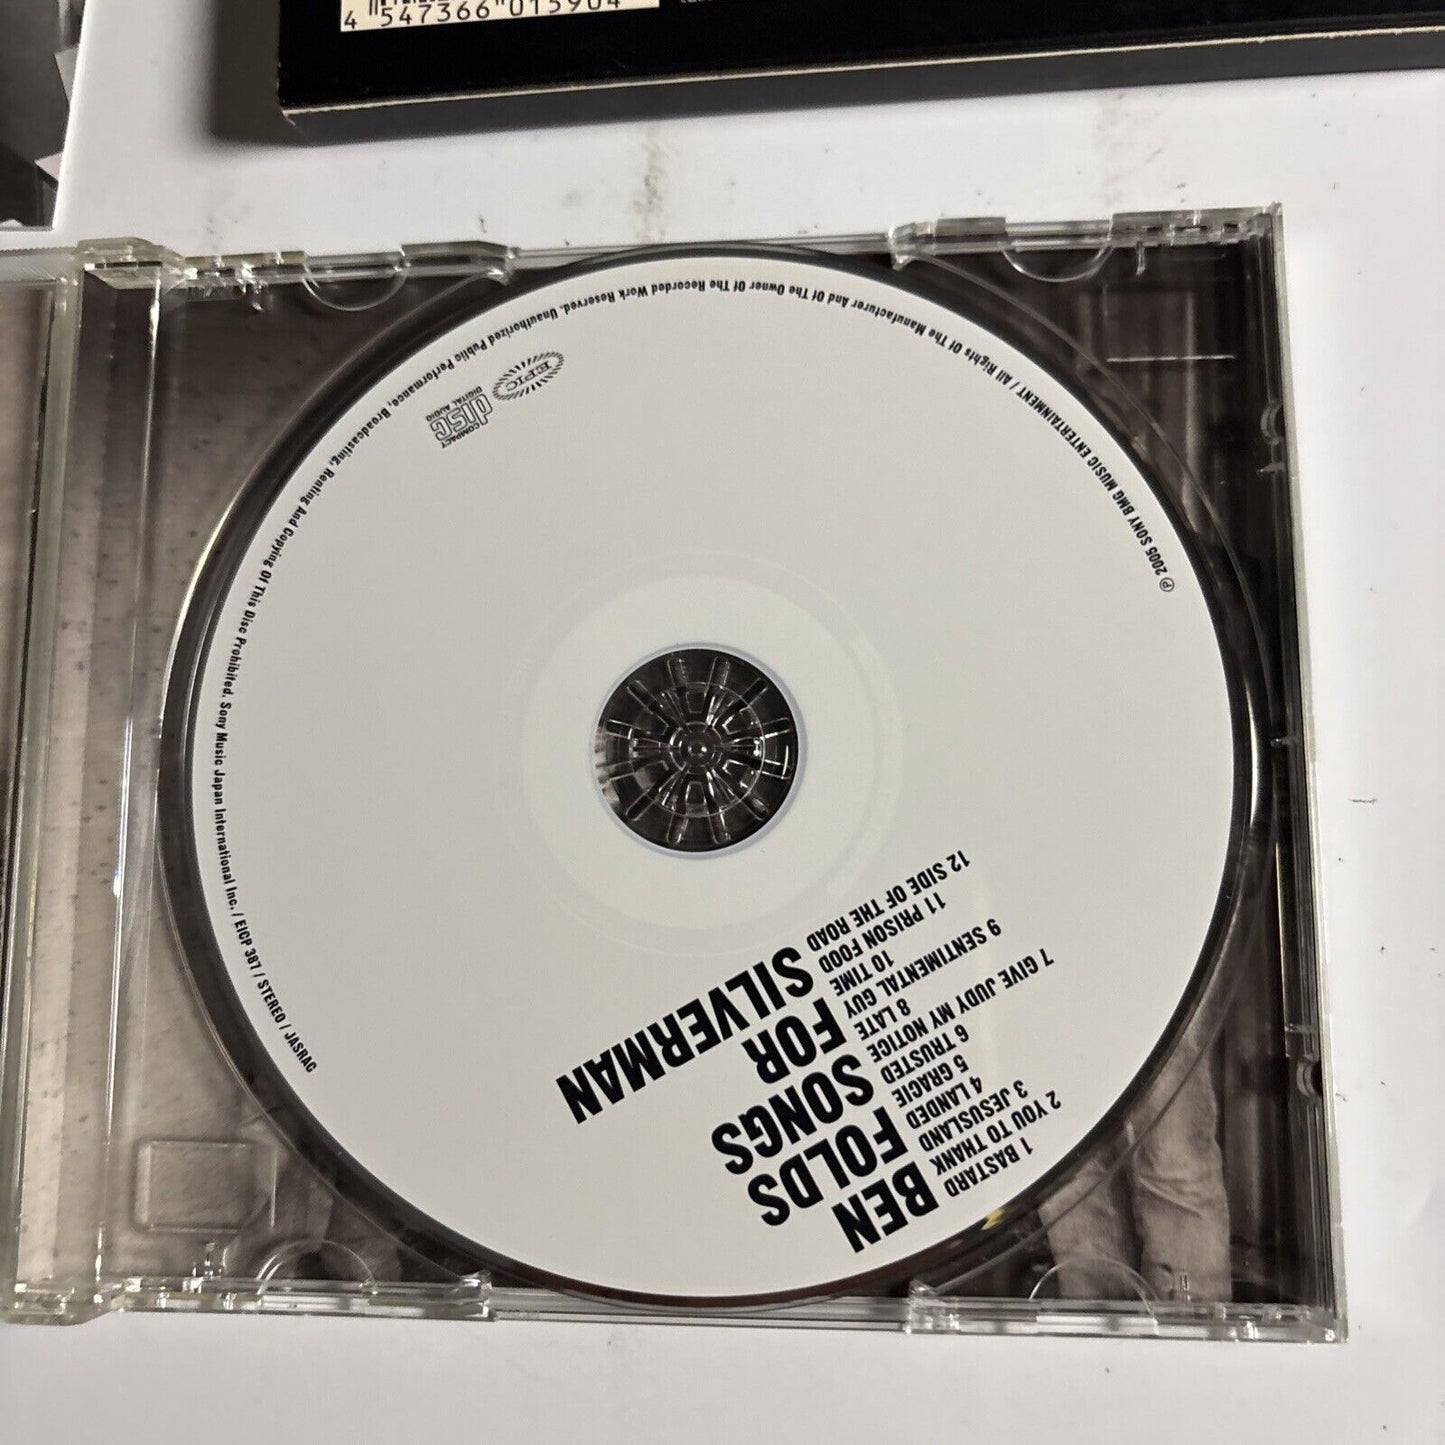 4 547366 015904
BEN
FOLDS
SONGS
FOR
SILVERMAN
1 BASTARD
2 YOU TO THANK
3 JESUSLAND
4 LANDED
5 GRACIE
6 TRUSTED
7 GIVE JUDY MY NOTICE
8 LATE
9 SENTIMENTAL GUY
10 TIME
11 PRISON FOOD
12 SIDE OF THE ROAD
EPIC
COMPACT
disc
DIGITAL AUDIO
℗ 2005 SONY BMG MUSIC ENTERTAINMENT / All Rights Of The Manufacturer And Of The Owner Of The Recorded Work Reserved. Unauthorized Public Performance, Broadcasting, Renting And Copying Of This Disc Prohibited. Sony Music Japan International Inc. / EICP 387 / STEREO / JASRAC